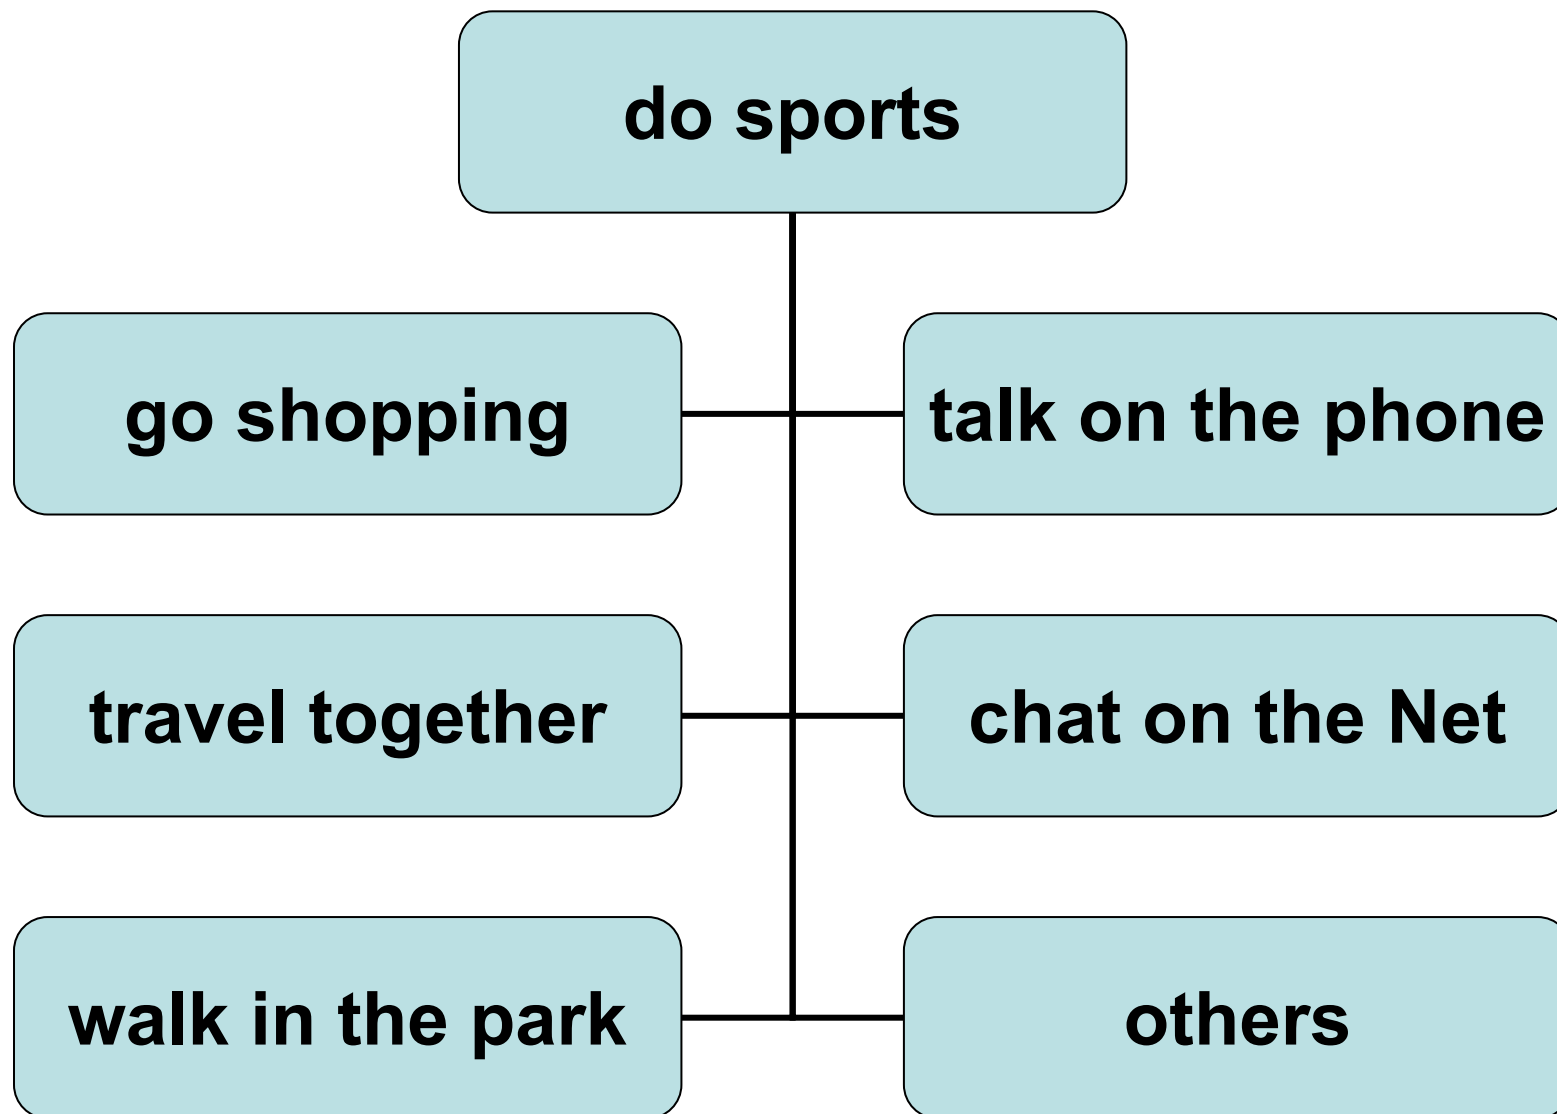 do sports
go shopping
talk on the phone
travel together
chat on the Net
walk in the park
others